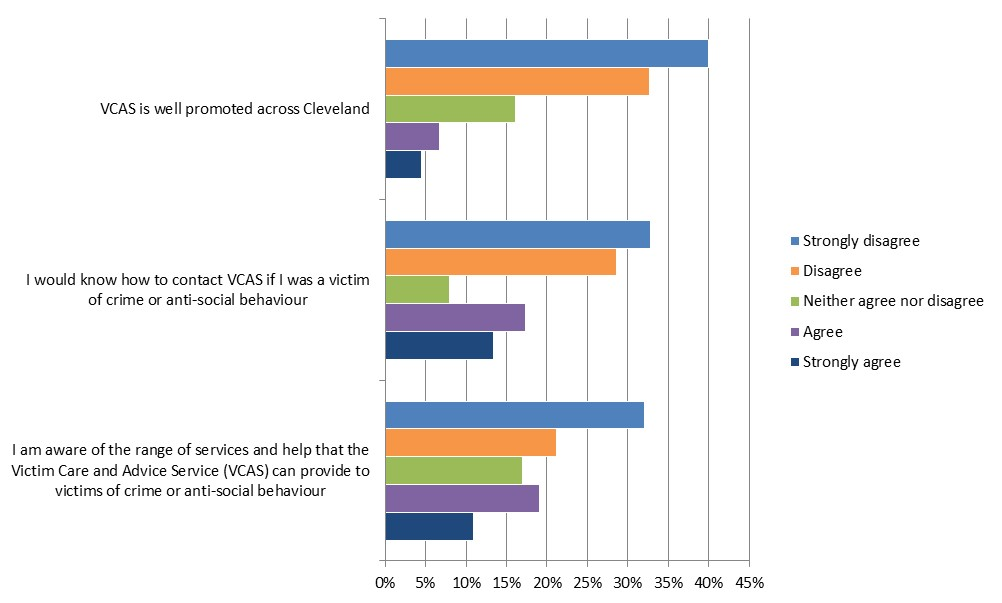 VCAS is well promoted across Cleveland
I would know how to contact VCAS if I was a victim
of crime or anti-social behaviour
I am aware of the range of services and help that the
Victim Care and Advice Service (VCAS) can provide to
victims of crime or anti-social behaviour
0% 5% 10% 15% 20% 25% 30% 35% 40% 45%
Strongly disagree
Disagree
Neither agree nor disagree
Agree
Strongly agree